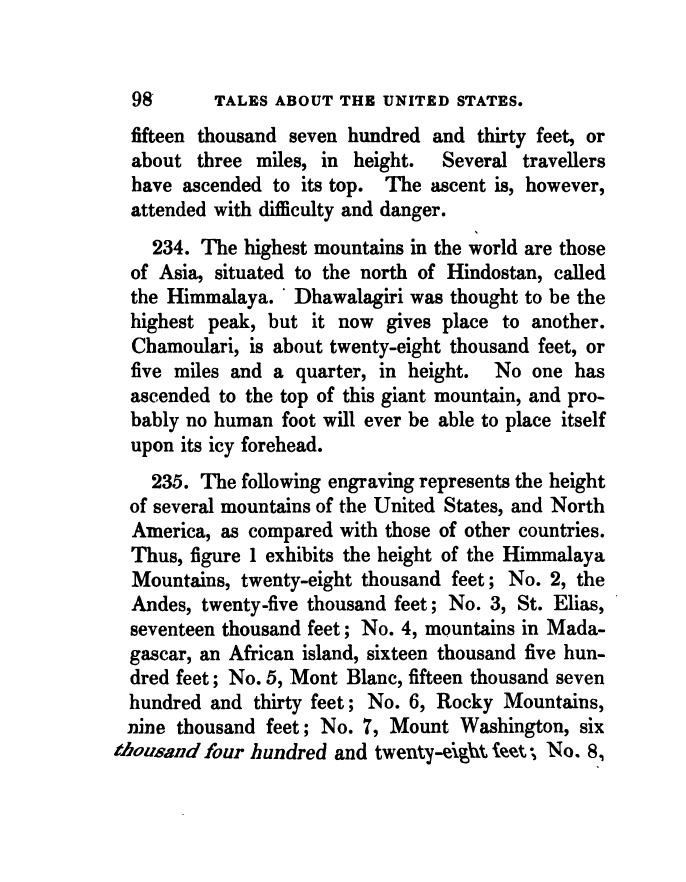 98 TALES ABOUT THE UNITED STATES.
fifteen thousand seven hundred and thirty feet, or
about three miles, in height. Several travellers
have ascended to its top. The ascent is, however,
attended with difficulty and danger.
234. The highest mountains in the world are those
of Asia, situated to the north of Hindostan, called
the Himmalaya. Dhawalagiri was thought to be the
highest peak, but it now gives place to another.
Chamoulari, is about twenty-eight thousand feet, or
five miles and a quarter, in height. No one has
ascended to the top of this giant mountain, and pro-
bably no human foot will ever be able to place itself
upon its icy forehead.
235. The following engraving represents the height
of several mountains of the United States, and North
America, as compared with those of other countries.
Thus, figure 1 exhibits the height of the Himmalaya
Mountains, twenty-eight thousand feet; No. 2, the
Andes, twenty-five thousand feet; No. 3, St. Elias,
seventeen thousand feet; No. 4, mountains in Mada-
gascar, an African island, sixteen thousand five hun-
dred feet; No. 5, Mont Blanc, fifteen thousand seven
hundred and thirty feet; No. 6, Rocky Mountains,
nine thousand feet; No. 7, Mount Washington, six
thousand four hundred and twenty-eight feet; No. 8,